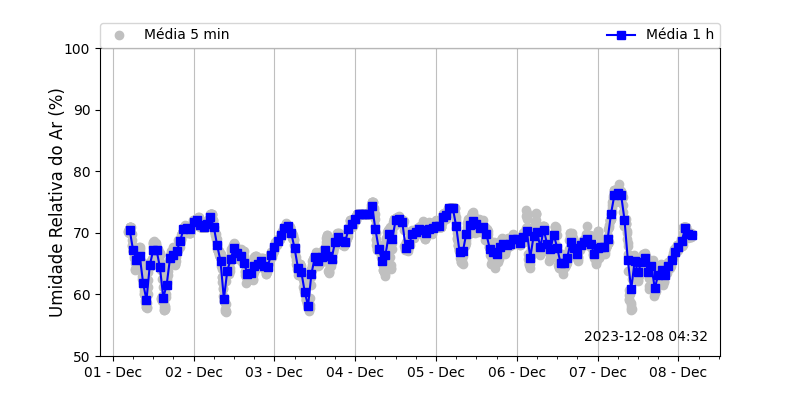 Média 5 min
Média 1 h
Umidade Relativa do Ar (%)
100
90
80
70
60
50
2023-12-08 04:32
01 - Dec
02 - Dec
03 - Dec
04 - Dec
05 - Dec
06 - Dec
07 - Dec
08 - Dec